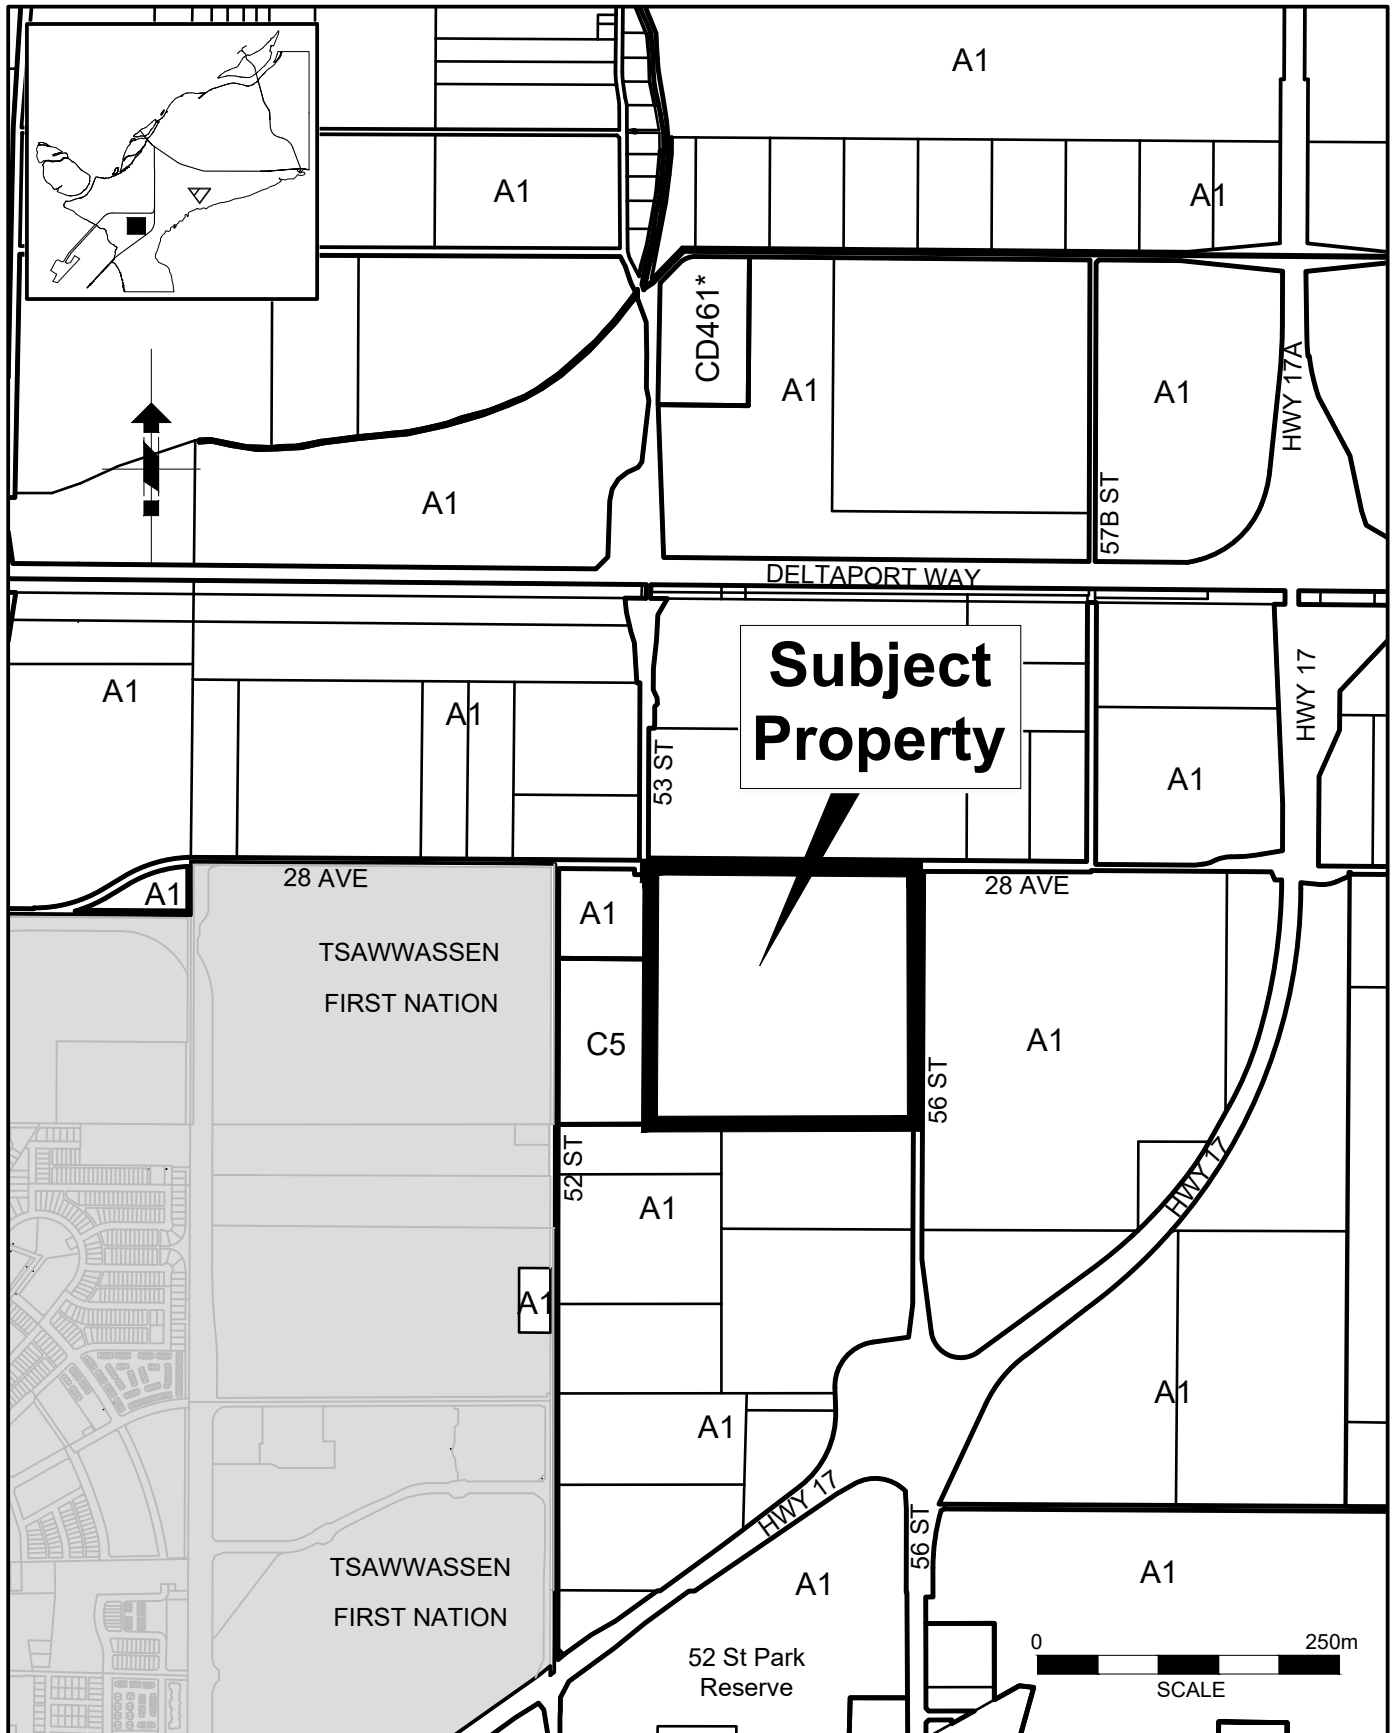 A1
A1
A1
CD461*
A1
A1
HWY 17A
A1
57B ST
DELTAPORT WAY
Subject
Property
A1
A1
53 ST
HWY 17
A1
28 AVE
28 AVE
A1
A1
TSAWWASSEN
FIRST NATION
C5
A1
56 ST
52 ST
HWY 17
A1
A1
A1
A1
HWY 17
56 ST
TSAWWASSEN
FIRST NATION
A1
A1
52 St Park
Reserve
0 250m
SCALE